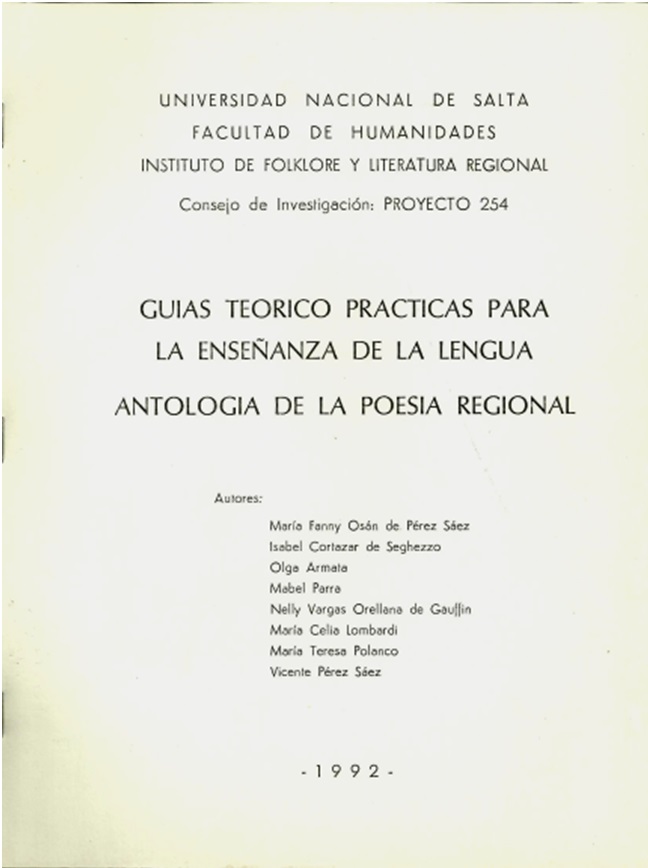 UNIVERSIDAD NACIONAL DE SALTA
FACULTAD DE HUMANIDADES
INSTITUTO DE FOLKLORE Y LITERATURA REGIONAL
Consejo de Investigación: PROYECTO 254
GUIAS TEORICO PRACTICAS PARA
LA ENSEÑANZA DE LA LENGUA
ANTOLOGIA DE LA POESIA REGIONAL
Autores:
María Fanny Osán de Pérez Sáez
Isabel Cortazar de Seghezzo
Olga Armata
Mabel Parra
Nelly Vargas Orellana de Gauffin
María Celia Lombardi
María Teresa Polanco
Vicente Pérez Sáez
- 1 9 9 2 -